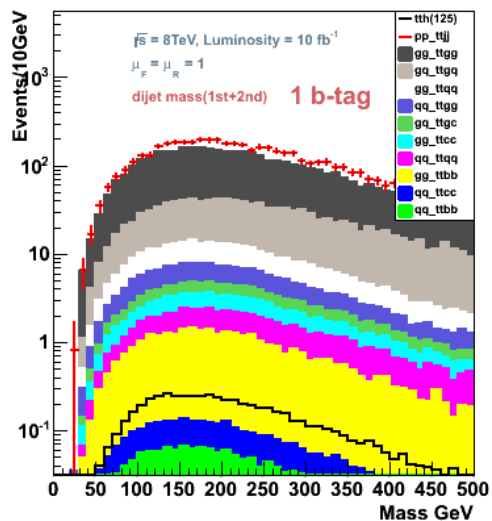 √s = 8TeV, Luminosity = 10 fb⁻¹
μF = μR = 1
dijet mass(1st+2nd) 1 b-tag
tth(125)
pp_ttjj
gg_ttgg
gq_ttgq
gg_ttqq
qq_ttgg
gq_ttgc
gg_ttcc
qq_ttqq
gg_ttbb
qq_ttcc
qq_ttbb
Events/10GeV
10³
10²
10
1
10⁻¹
0 50 100 150 200 250 300 350 400 450 500
Mass GeV